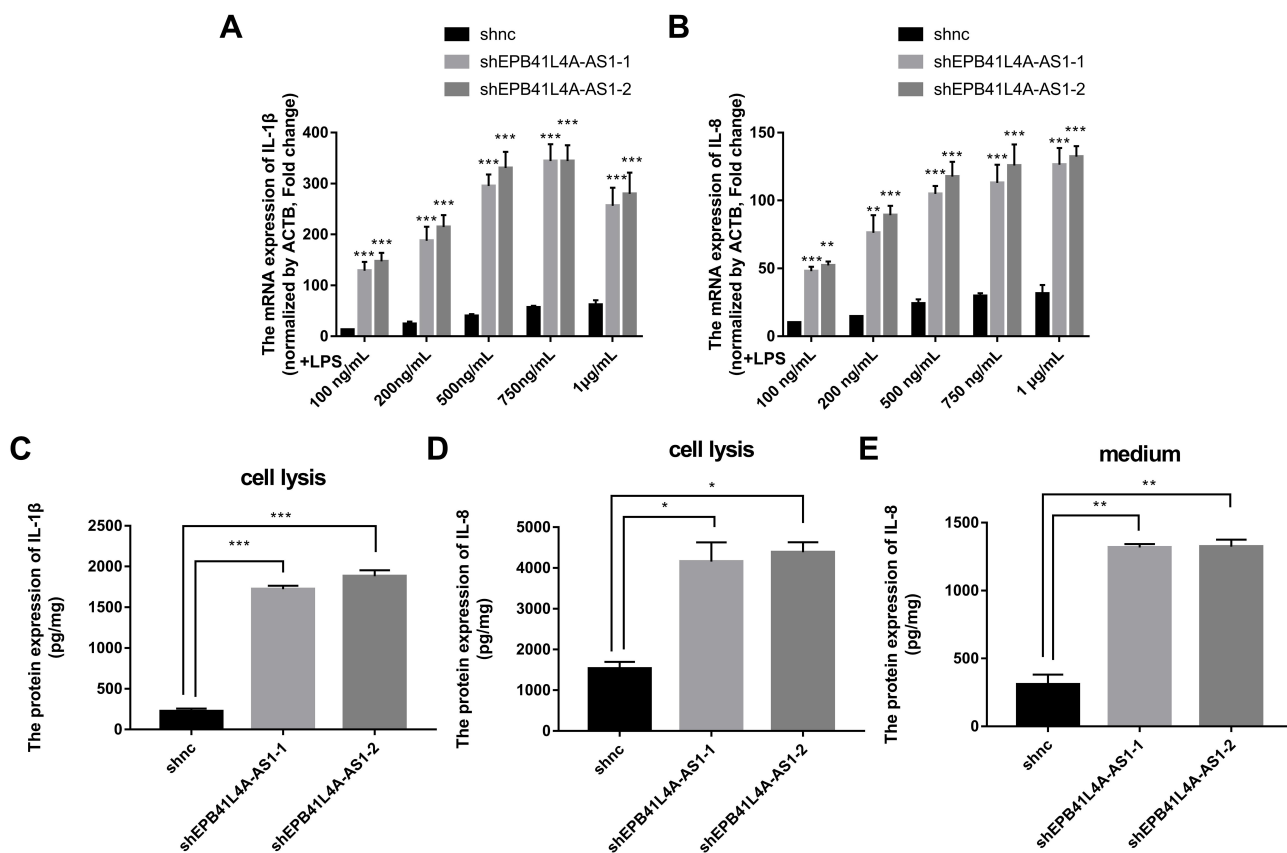 A
shnc
shEPB41L4A-AS1-1
shEPB41L4A-AS1-2
The mRNA expression of IL-1β
(normalized by ACTB, Fold change)
400
300
200
100
0
*** *** *** *** *** *** *** *** *** ***
+LPS
100 ng/mL
200ng/mL
500ng/mL
750ng/mL
1µg/mL
B
shnc
shEPB41L4A-AS1-1
shEPB41L4A-AS1-2
The mRNA expression of IL-8
(normalized by ACTB, Fold change)
150
100
50
0
*** ** ** *** *** *** *** *** *** ***
+LPS
100 ng/mL
200 ng/mL
500 ng/mL
750 ng/mL
1 µg/mL
C
cell lysis
The protein expression of IL-1β
(pg/mg)
2500
2000
1500
1000
500
0
***
***
shnc
shEPB41L4A-AS1-1
shEPB41L4A-AS1-2
D
cell lysis
The protein expression of IL-8
(pg/mg)
5000
4000
3000
2000
1000
0
*
*
shnc
shEPB41L4A-AS1-1
shEPB41L4A-AS1-2
E
medium
The protein expression of IL-8
(pg/mg)
1500
1000
500
0
**
**
shnc
shEPB41L4A-AS1-1
shEPB41L4A-AS1-2